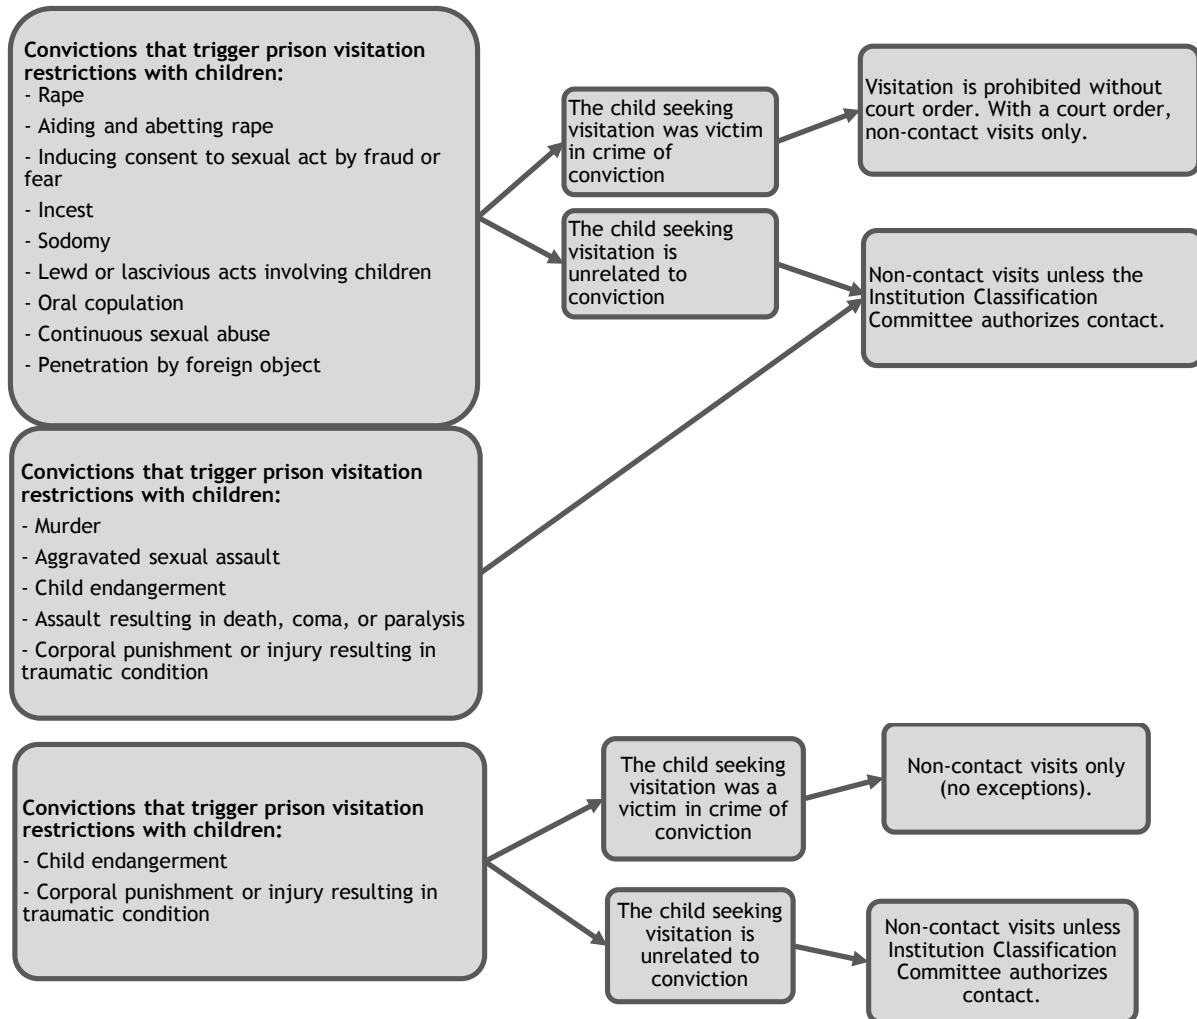 Convictions that trigger prison visitation
restrictions with children:
- Rape
- Aiding and abetting rape
- Inducing consent to sexual act by fraud or
fear
- Incest
- Sodomy
- Lewd or lascivious acts involving children
- Oral copulation
- Continuous sexual abuse
- Penetration by foreign object
The child seeking
visitation was victim
in crime of
conviction
Visitation is prohibited without
court order. With a court order,
non-contact visits only.
The child seeking
visitation is
unrelated to
conviction
Non-contact visits unless the
Institution Classification
Committee authorizes contact.
Convictions that trigger prison visitation
restrictions with children:
- Murder
- Aggravated sexual assault
- Child endangerment
- Assault resulting in death, coma, or paralysis
- Corporal punishment or injury resulting in
traumatic condition
Convictions that trigger prison visitation
restrictions with children:
- Child endangerment
- Corporal punishment or injury resulting in
traumatic condition
The child seeking
visitation was a
victim in crime of
conviction
Non-contact visits only
(no exceptions).
The child seeking
visitation is
unrelated to
conviction
Non-contact visits unless
Institution Classification
Committee authorizes
contact.